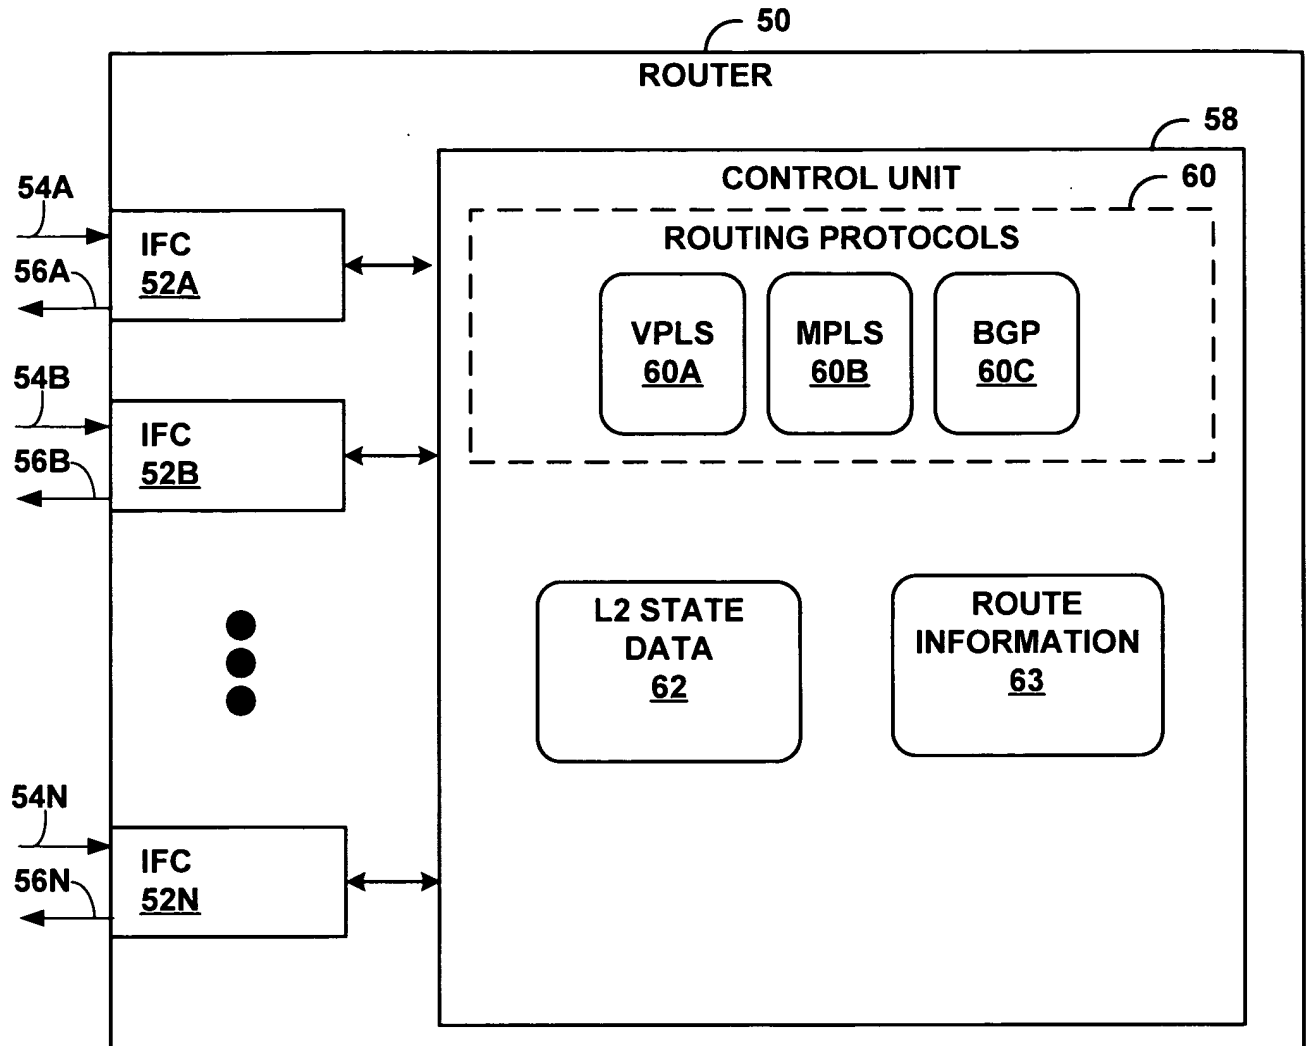 50
ROUTER
58
CONTROL UNIT
60
ROUTING PROTOCOLS
VPLS
60A
MPLS
60B
BGP
60C
54A
56A
IFC
52A
54B
56B
IFC
52B
L2 STATE
DATA
62
ROUTE
INFORMATION
63
54N
56N
IFC
52N